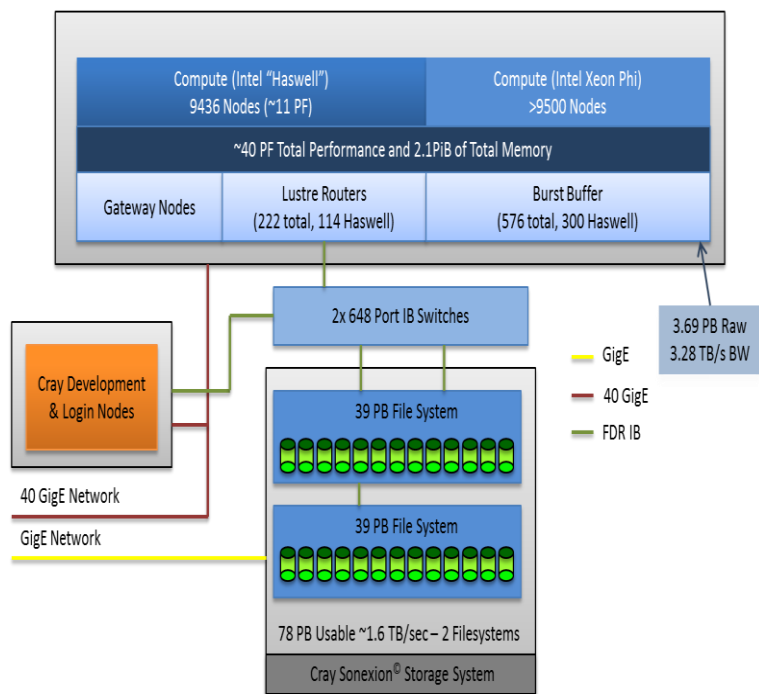 Compute (Intel “Haswell”)
9436 Nodes (~11 PF)
Compute (Intel Xeon Phi)
>9500 Nodes
~40 PF Total Performance and 2.1PiB of Total Memory
Gateway Nodes
Lustre Routers
(222 total, 114 Haswell)
Burst Buffer
(576 total, 300 Haswell)
2x 648 Port IB Switches
3.69 PB Raw
3.28 TB/s BW
Cray Development
& Login Nodes
GigE
40 GigE
FDR IB
39 PB File System
40 GigE Network
GigE Network
39 PB File System
78 PB Usable ~1.6 TB/sec – 2 Filesystems
Cray Sonexion© Storage System